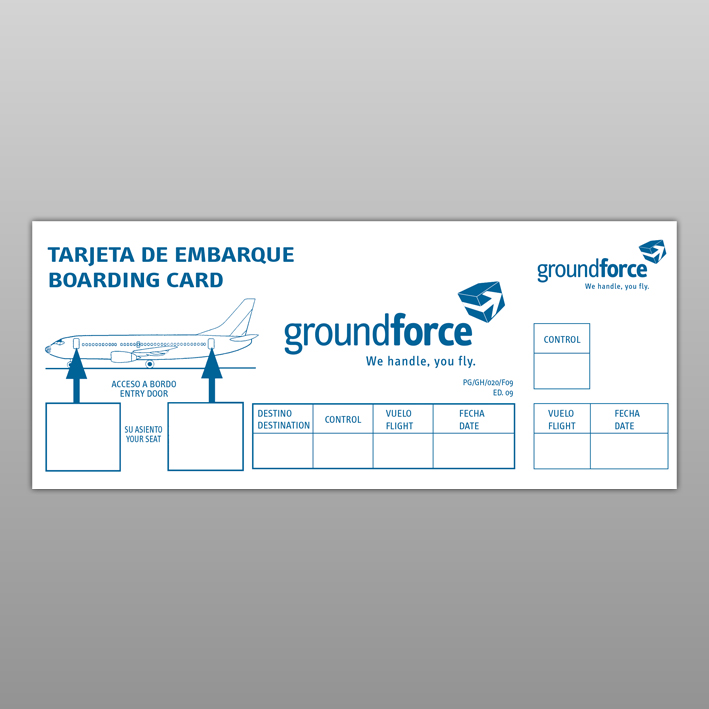 TARJETA DE EMBARQUE
BOARDING CARD
groundforce
We handle, you fly.
PG/GH/020/F09
ED. 09
ACCESO A BORDO
ENTRY DOOR
SU ASIENTO
YOUR SEAT
DESTINO
DESTINATION
CONTROL
VUELO
FLIGHT
FECHA
DATE
groundforce
We handle, you fly.
CONTROL
VUELO
FLIGHT
FECHA
DATE